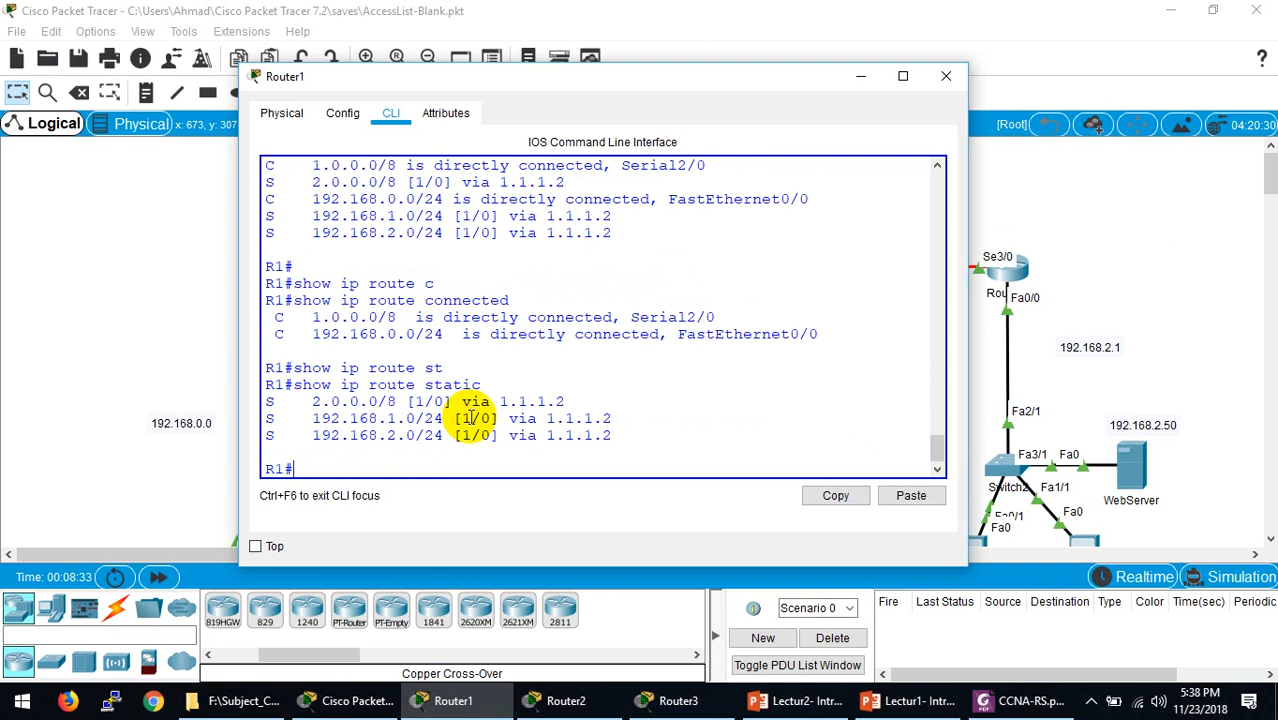 Cisco Packet Tracer - C:\Users\Ahmad\Cisco Packet Tracer 7.2\saves\AccessList-Blank.pkt
File Edit Options View Tools Extensions Help
?
Router1
Logical Physical x: 673, y: 307
[Root] 04:20:30
Physical Config CLI Attributes
IOS Command Line Interface
C 1.0.0.0/8 is directly connected, Serial2/0
S 2.0.0.0/8 [1/0] via 1.1.1.2
C 192.168.0.0/24 is directly connected, FastEthernet0/0
S 192.168.1.0/24 [1/0] via 1.1.1.2
S 192.168.2.0/24 [1/0] via 1.1.1.2
R1#
R1#show ip route c
R1#show ip route connected
C 1.0.0.0/8 is directly connected, Serial2/0
C 192.168.0.0/24 is directly connected, FastEthernet0/0
R1#show ip route st
R1#show ip route static
S 2.0.0.0/8 [1/0] via 1.1.1.2
S 192.168.1.0/24 [1/0] via 1.1.1.2
S 192.168.2.0/24 [1/0] via 1.1.1.2
R1#
Ctrl+F6 to exit CLI focus
Copy Paste
Top
192.168.0.0
Se3/0
Rou
Fa0/0
192.168.2.1
Fa2/1
192.168.2.50
Fa3/1 Fa0
Switch2 Fa1/1
WebServer
Fa0/1
Fa0
Fa0
Time: 00:08:33
Realtime Simulation
819HGW 829 1240 PT-Router PT-Empty 1841 2620XM 2621XM 2811
Copper Cross-Over
Scenario 0
New Delete
Toggle PDU List Window
Fire Last Status Source Destination Type Color Time(sec) Periodic
F:\Subject_C...
Cisco Packet...
Router1
Router2
Router3
Lectur2- Intr...
Lectur1- Intr...
CCNA-RS.p...
5:38 PM
11/23/2018